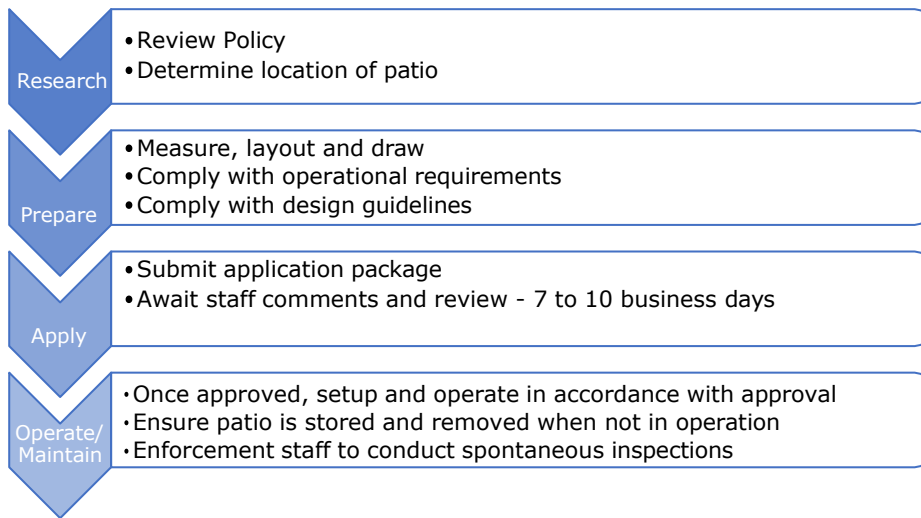 Research
• Review Policy
• Determine location of patio
Prepare
• Measure, layout and draw
• Comply with operational requirements
• Comply with design guidelines
Apply
• Submit application package
• Await staff comments and review - 7 to 10 business days
Operate/
Maintain
• Once approved, setup and operate in accordance with approval
• Ensure patio is stored and removed when not in operation
• Enforcement staff to conduct spontaneous inspections